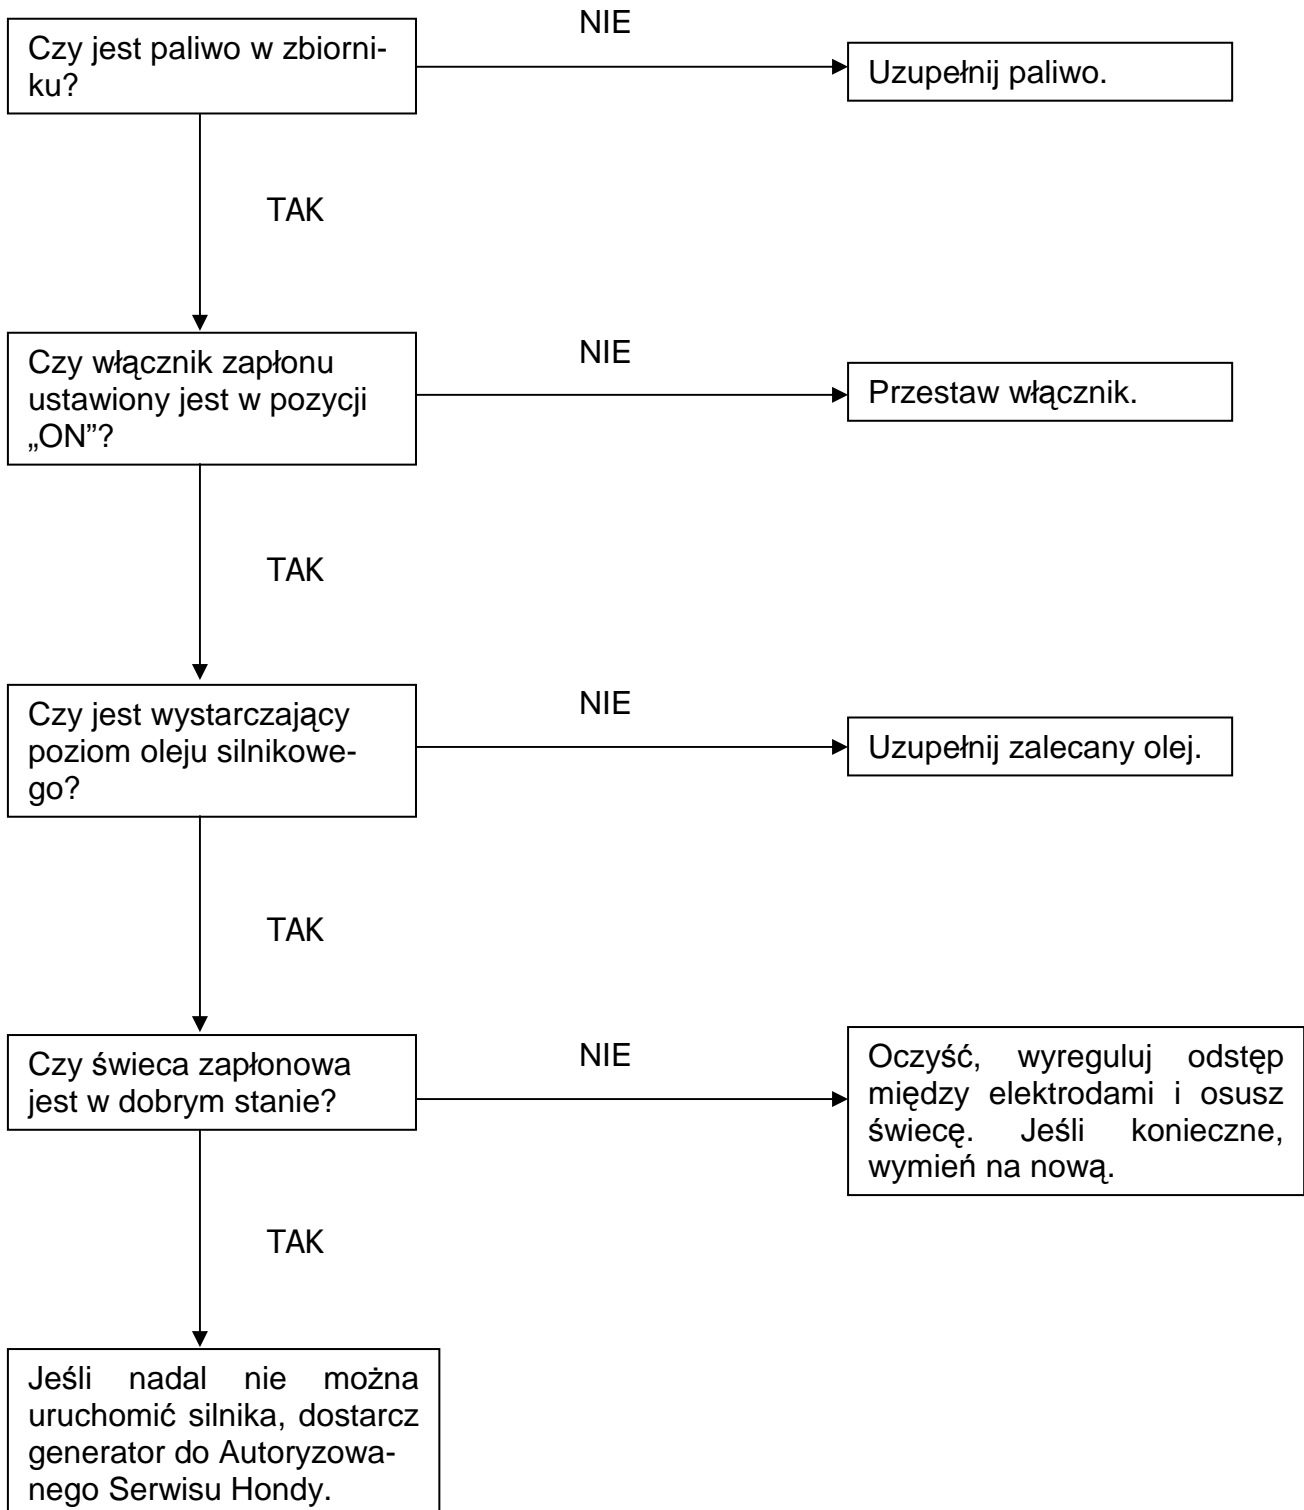 NIE
Czy jest paliwo w zbiorni-
ku?
Uzupełnij paliwo.
TAK
Czy włącznik zapłonu
ustawiony jest w pozycji
„ON”?
NIE
Przestaw włącznik.
TAK
Czy jest wystarczający
poziom oleju silnikowe-
go?
NIE
Uzupełnij zalecany olej.
TAK
Czy świeca zapłonowa
jest w dobrym stanie?
NIE
Oczyść, wyreguluj odstęp
między elektrodami i osusz
świecę. Jeśli konieczne,
wymień na nową.
TAK
Jeśli nadal nie można
uruchomić silnika, dostarcz
generator do Autoryzowa-
nego Serwisu Hondy.